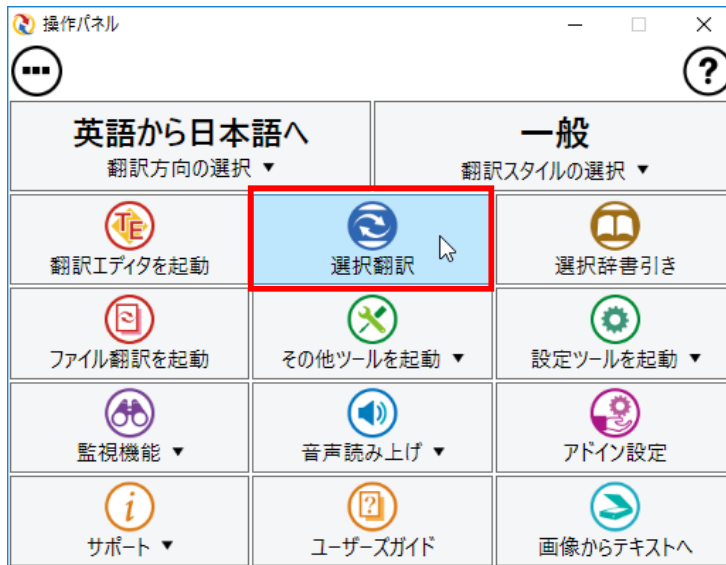 操作パネル
英語から日本語へ
翻訳方向の選択 ▼
一般
翻訳スタイルの選択 ▼
TE
翻訳エディタを起動
選択翻訳
選択辞書引き
ファイル翻訳を起動
その他ツールを起動 ▼
設定ツールを起動 ▼
監視機能 ▼
音声読み上げ ▼
アドイン設定
i
サポート ▼
?
ユーザーズガイド
画像からテキストへ